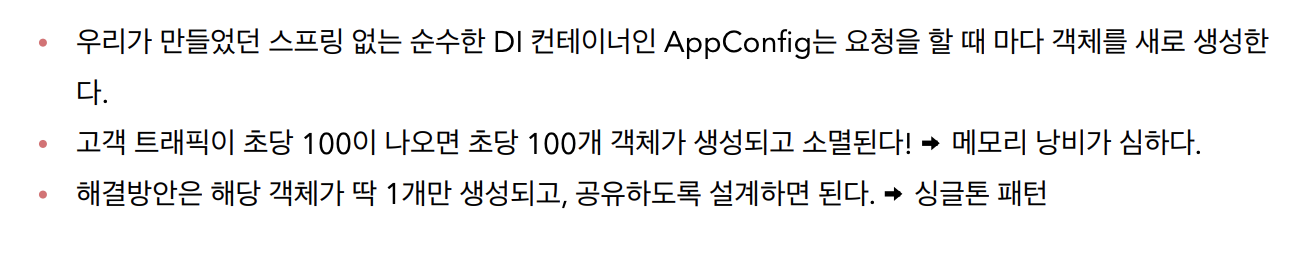 • 우리가 만들었던 스프링 없는 순수한 DI 컨테이너인 AppConfig는 요청을 할 때 마다 객체를 새로 생성한
다.
• 고객 트래픽이 초당 100이 나오면 초당 100개 객체가 생성되고 소멸된다! ➡ 메모리 낭비가 심하다.
• 해결방안은 해당 객체가 딱 1개만 생성되고, 공유하도록 설계하면 된다. ➡ 싱글톤 패턴